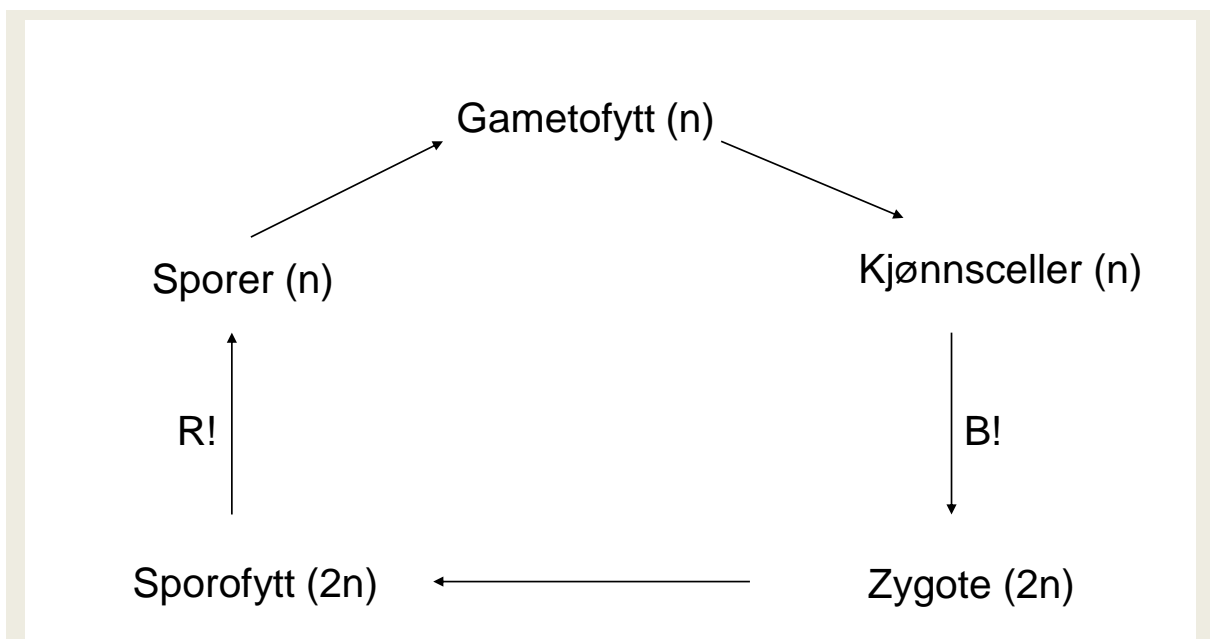 Gametofytt (n)
Sporer (n)
Kjønnsceller (n)
R!
B!
Sporofytt (2n)
Zygote (2n)